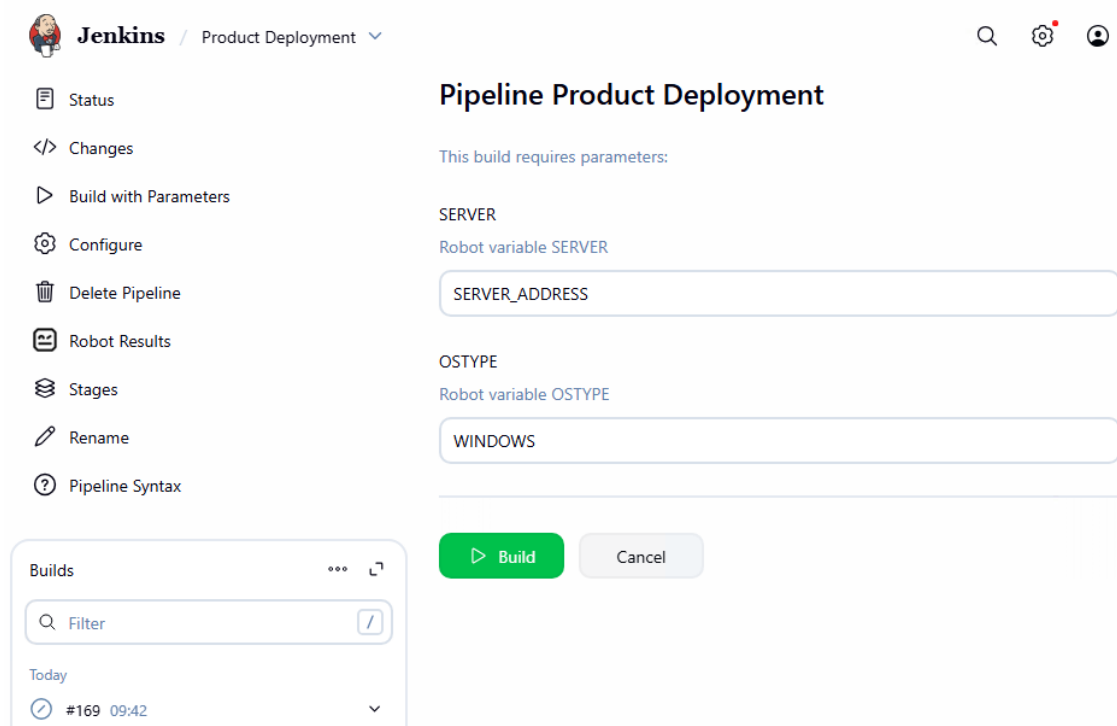 Jenkins / Product Deployment
Status
Changes
Build with Parameters
Configure
Delete Pipeline
Robot Results
Stages
Rename
Pipeline Syntax
Builds
Filter /
Today
#169 09:42
Pipeline Product Deployment
This build requires parameters:
SERVER
Robot variable SERVER
SERVER_ADDRESS
OSTYPE
Robot variable OSTYPE
WINDOWS
Build Cancel